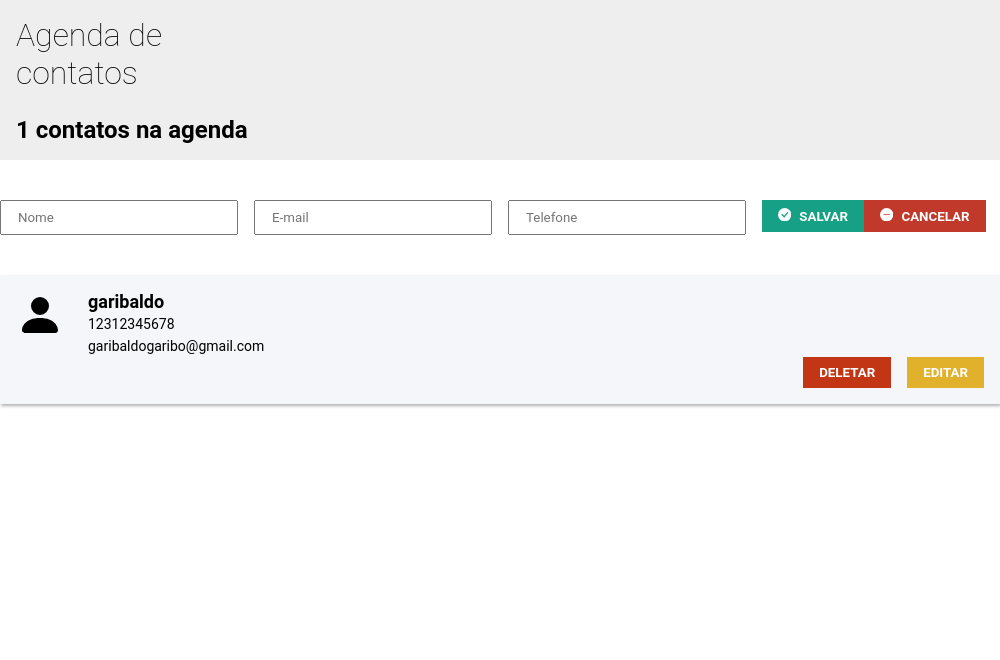 Agenda de
contatos
1 contatos na agenda
Nome
E-mail
Telefone
SALVAR
CANCELAR
garibaldo
12312345678
garibaldogaribo@gmail.com
DELETAR
EDITAR